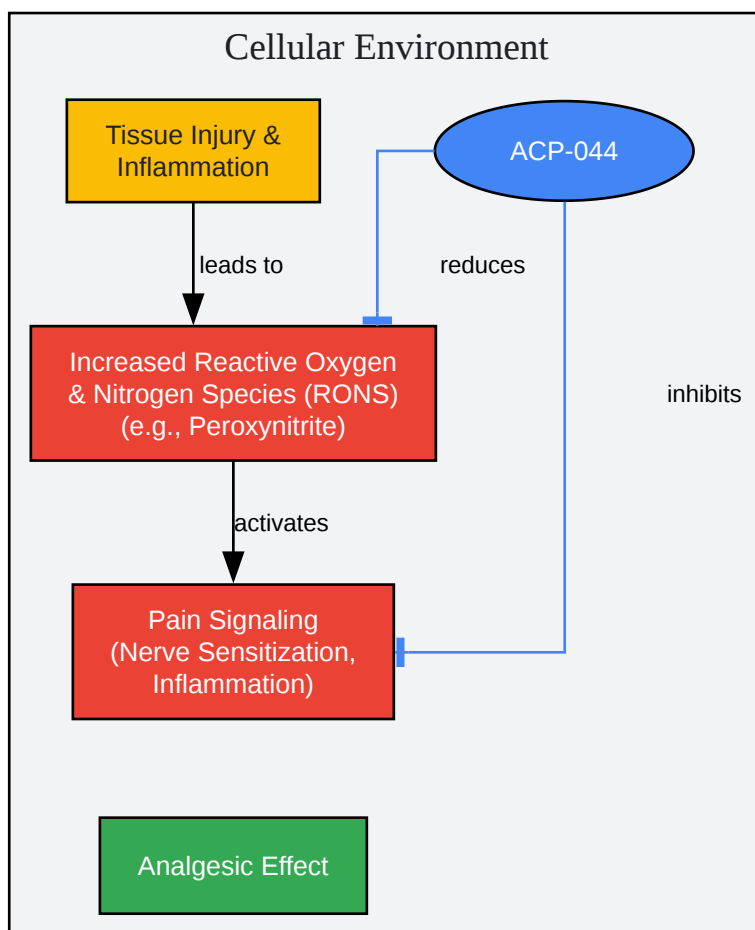 Cellular Environment
Tissue Injury &
Inflammation
ACP-044
leads to
reduces
Increased Reactive Oxygen
& Nitrogen Species (RONS)
(e.g., Peroxynitrite)
inhibits
activates
Pain Signaling
(Nerve Sensitization,
Inflammation)
Analgesic Effect